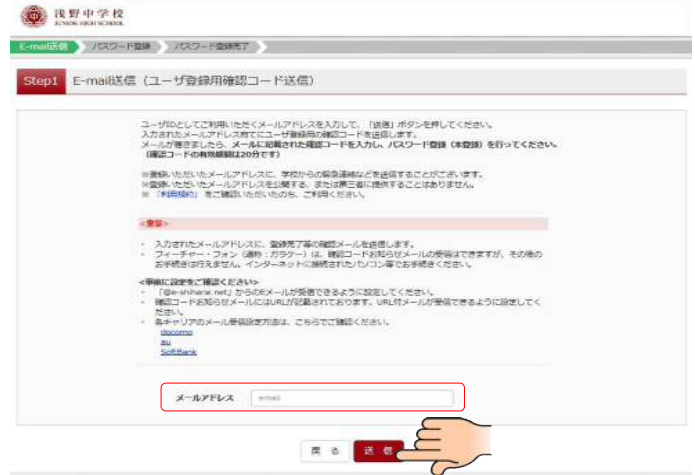 浅野中学校
JUNIOR HIGH SCHOOL
E-mail送信 パスワード登録 パスワード登録完了
Step1 E-mail送信（ユーザ登録用確認コード送信）
ユーザIDとしてご利用いただくメールアドレスを入力して、「送信」ボタンを押してください。
入力されたメールアドレス宛てにユーザ登録用の確認コードを送信します。
メールが届きましたら、メールに記載された確認コードを入力し、パスワード登録（本登録）を行ってください。
（確認コードの有効期限は20分です）
※登録いただいたメールアドレスに、学校からの緊急連絡などを送信することがございます。
※登録いただいたメールアドレスを公開する、または第三者に提供することはありません。
※「利用規約」をご確認いただいたのち、ご利用ください。
<重要>
・ 入力されたメールアドレスに、登録完了等の確認メールを送信します。
・ フィーチャー・フォン（通称：ガラケー）は、確認コードお知らせメールの受信はできますが、その後の
お手続きは行えません。インターネットに接続されたパソコン等でお手続きください。
<事前に設定をご確認ください>
・ 「@e-shiharai.net」からのEメールが受信できるように設定してください。
・ 確認コードお知らせメールにはURLが記載されております。URL付メールが受信できるように設定してく
ださい。
・ 各キャリアのメール受信設定方法は、こちらでご確認ください。
docomo
au
SoftBank
メールアドレス email
戻る 送信